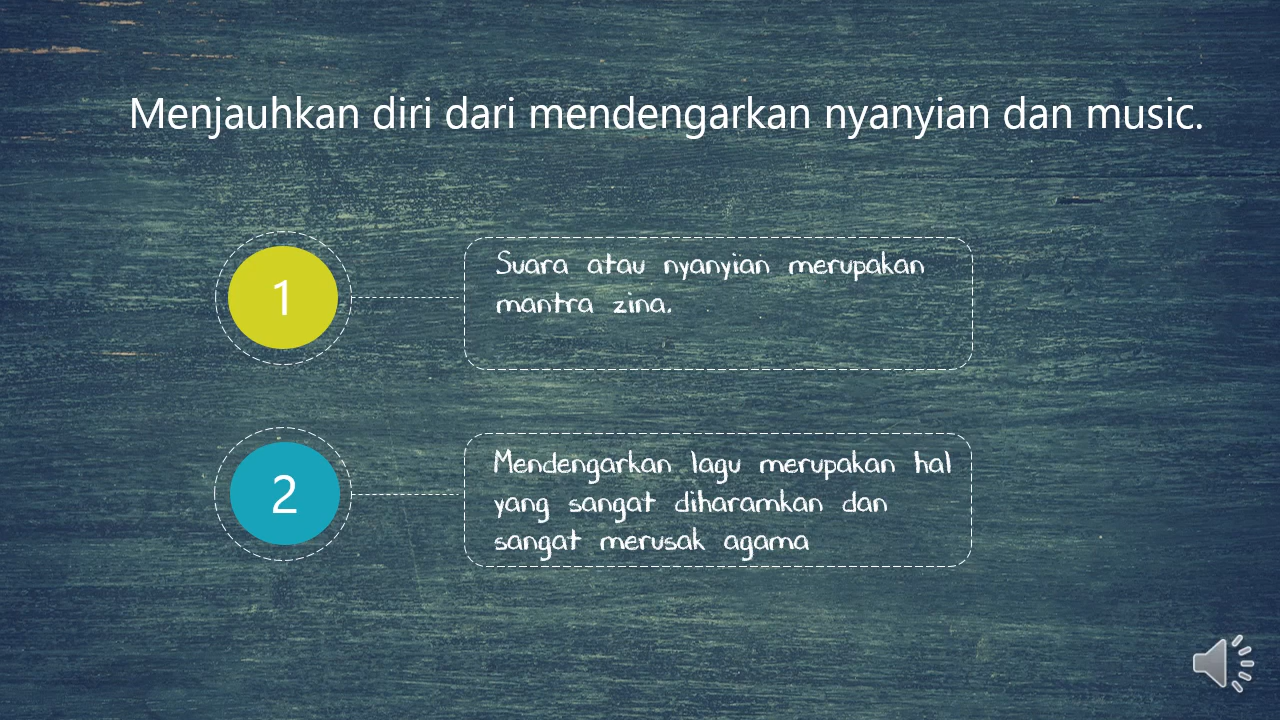 Menjauhkan diri dari mendengarkan nyanyian dan music.
1
Suara atau nyanyian merupakan
mantra zina.
2
Mendengarkan lagu merupakan hal
yang sangat diharamkan dan
sangat merusak agama